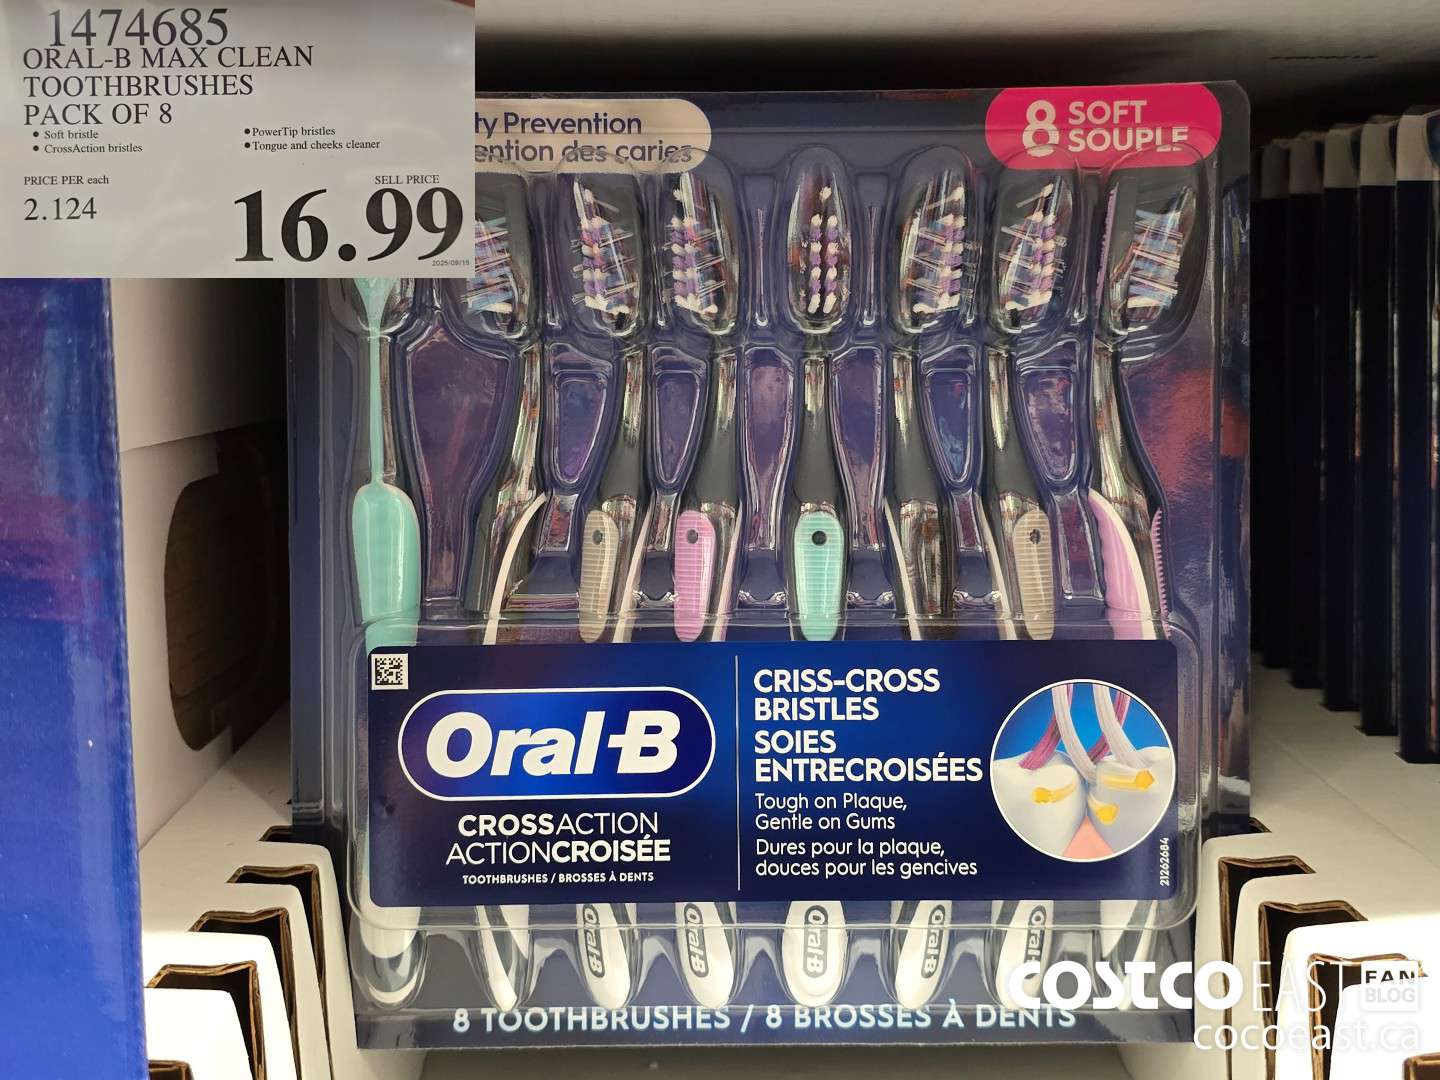 1474685
ORAL-B MAX CLEAN
TOOTHBRUSHES
PACK OF 8
• Soft bristle
• CrossAction bristles
• PowerTip bristles
• Tongue and cheeks cleaner
PRICE PER each
2.124
SELL PRICE
16.99
2025/09/15
ty Prevention
ention des caries
8 SOFT
SOUPLE
Oral-B
CROSSACTION
ACTIONCROISÉE
TOOTHBRUSHES / BROSSES À DENTS
CRISS-CROSS
BRISTLES
SOIES
ENTRECROISÉES
Tough on Plaque,
Gentle on Gums
Dures pour la plaque,
douces pour les gencives
21262684
Oral-B
Oral-B
Oral-B
Oral-B
Oral-B
8 TOOTHBRUSHES / 8 BROSSES À DENTS
COSTCO EAST FAN
BLOG
cocoeast.ca